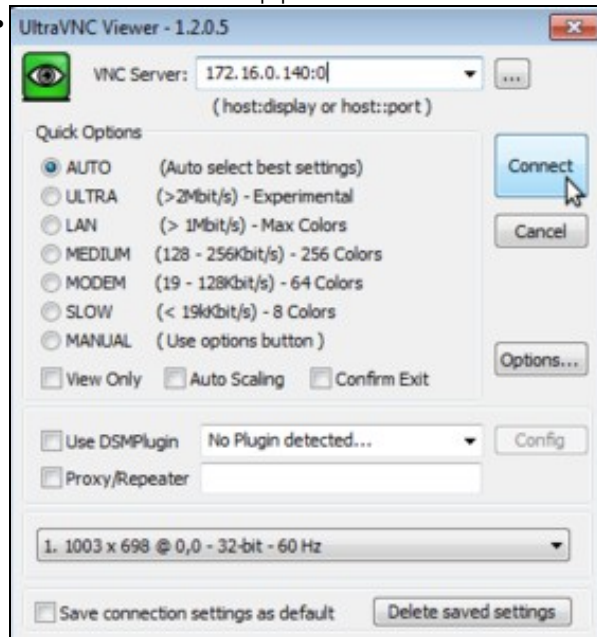 UltraVNC Viewer - 1.2.0.5
VNC Server: 172.16.0.140:0 ...
( host:display or host::port )
Quick Options
AUTO (Auto select best settings)
Connect
ULTRA (>2Mbit/s) - Experimental
LAN (> 1Mbit/s) - Max Colors
Cancel
MEDIUM (128 - 256Kbit/s) - 256 Colors
MODEM (19 - 128Kbit/s) - 64 Colors
SLOW (< 19kKbit/s) - 8 Colors
MANUAL ( Use options button )
Options...
View Only Auto Scaling Confirm Exit
Use DSMPlugin No Plugin detected... Config
Proxy/Repeater
1. 1003 x 698 @ 0,0 - 32-bit - 60 Hz
Save connection settings as default Delete saved settings